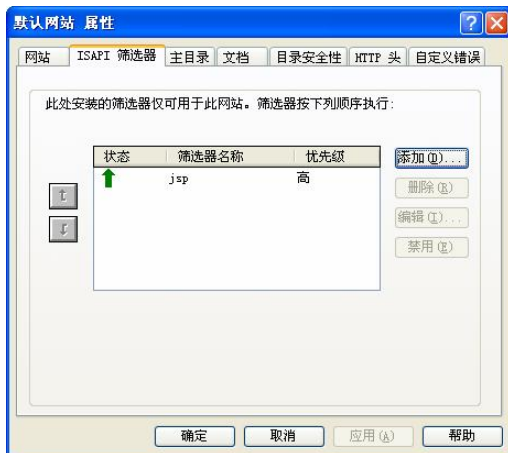 默认网站 属性
网站 ISAPI 筛选器 主目录 文档 目录安全性 HTTP 头 自定义错误
此处安装的筛选器仅可用于此网站。筛选器按下列顺序执行:
状态 筛选器名称 优先级
jsp 高
添加(D)...
删除(R)
编辑(I)...
禁用(E)
确定 取消 应用(A) 帮助